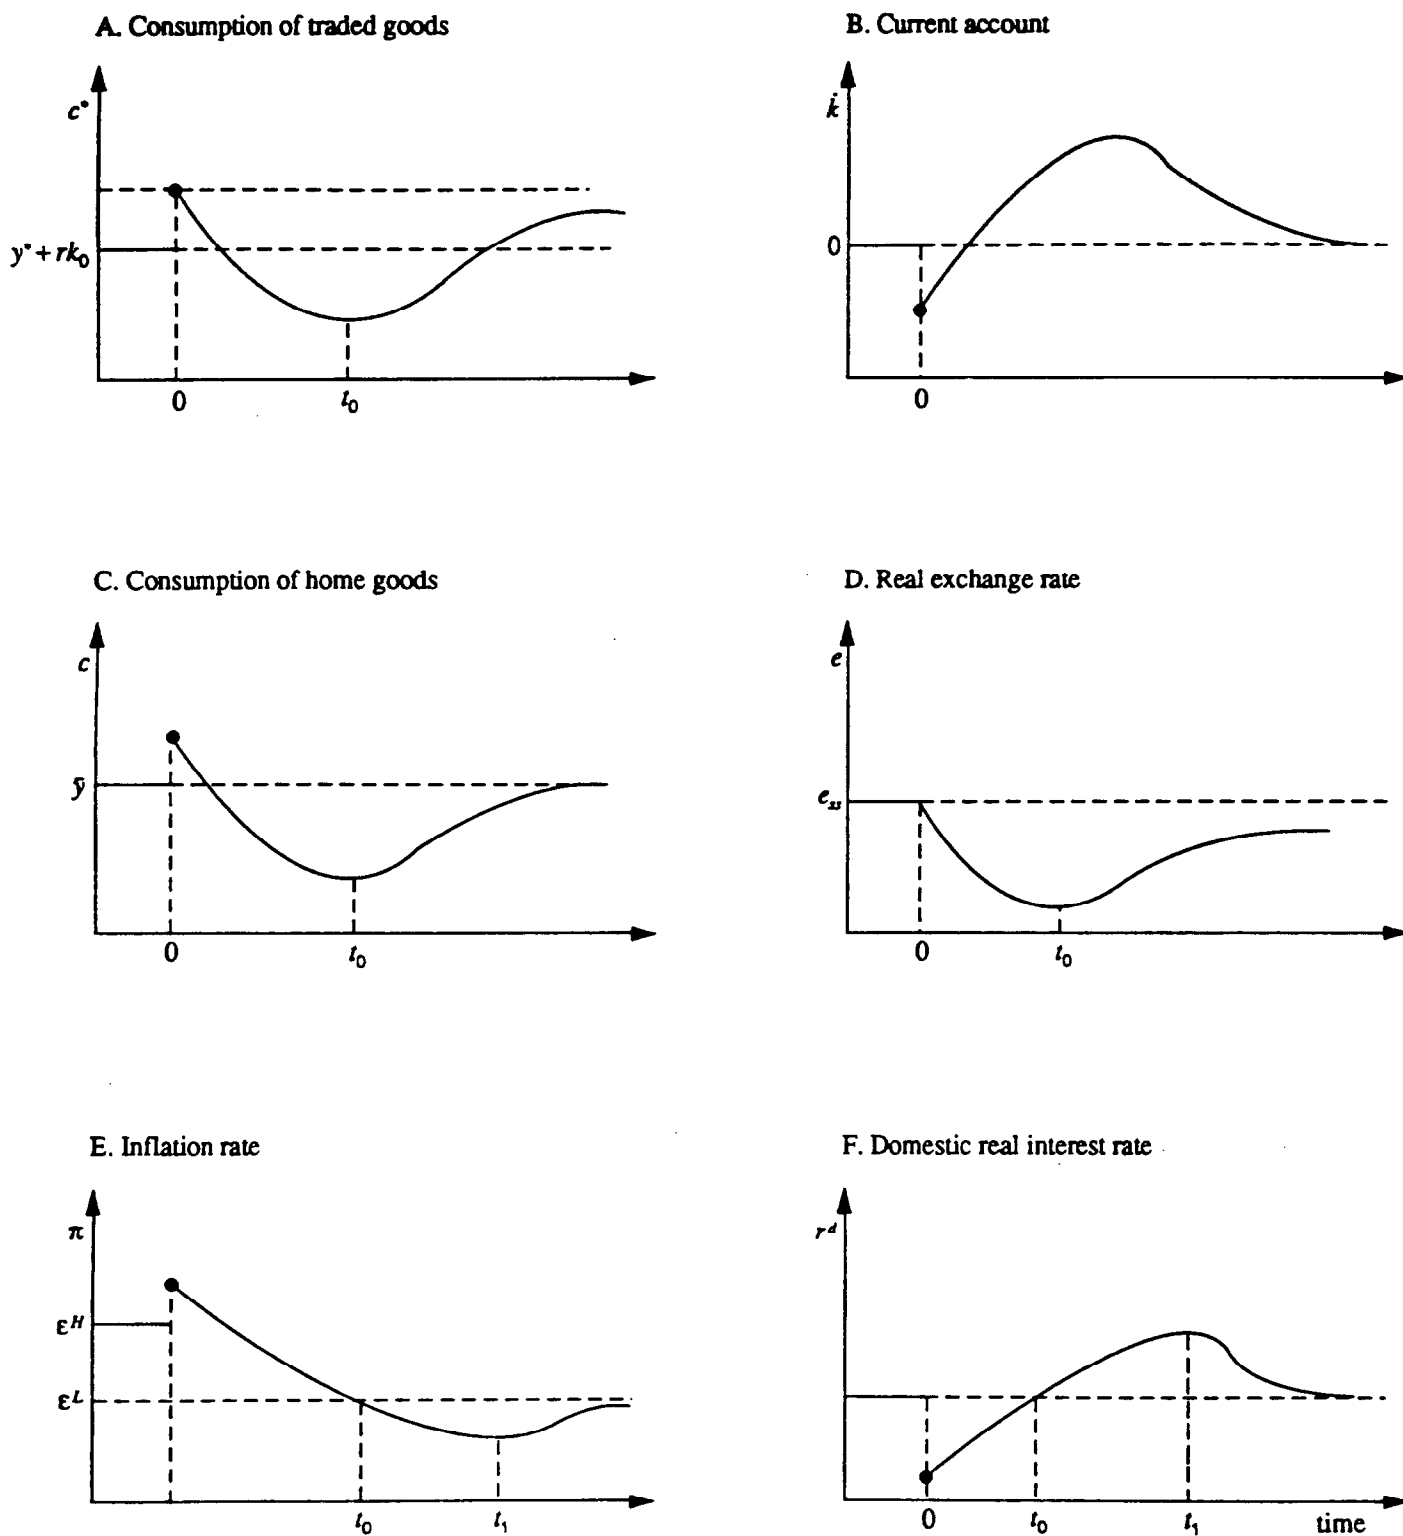 A. Consumption of traded goods
c*
y* + rk₀
0
t₀
B. Current account
k̇
0
0
C. Consumption of home goods
c
ȳ
0
t₀
D. Real exchange rate
e
eₛₛ
0
t₀
E. Inflation rate
π
εᴴ
εᴸ
t₀
t₁
F. Domestic real interest rate
rᵈ
0
t₀
t₁
time